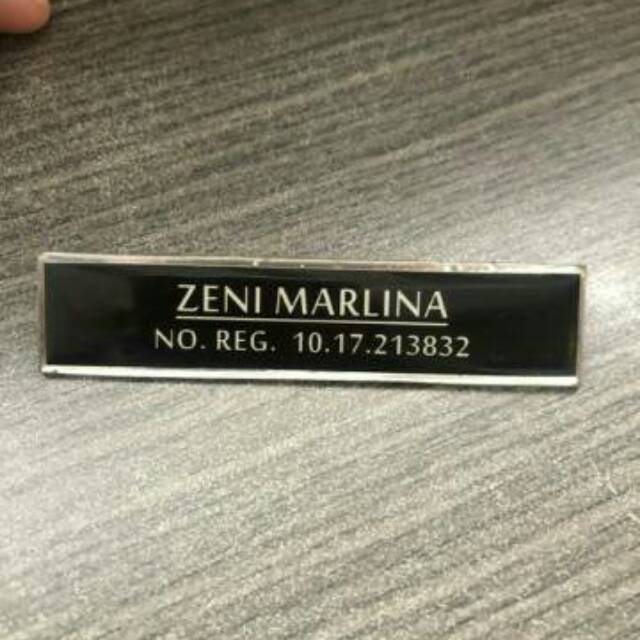 ZENI MARLINA
NO. REG. 10.17.213832